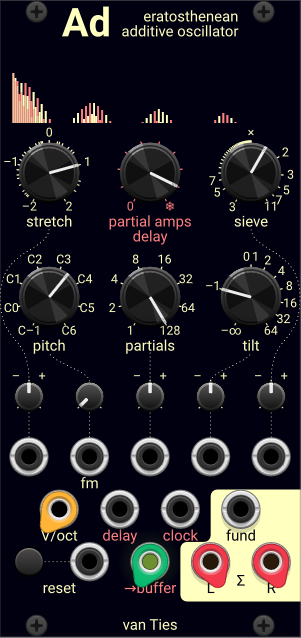 Ad eratosthenean
additive oscillator
0 ×
−1 1 2
−2 2 0 ❄ 7 5 3 11 7 5 3
stretch partial amps sieve
delay
C2 C3 8 16 0 1 2
C1 C4 4 32 −1 4
8
C0 C5 2 64 16
32
C−1 C6 1 128 −∞ 64
pitch partials tilt
− + − + − + − +
fm
V/oct delay clock fund
reset →buffer L Σ R
van Ties